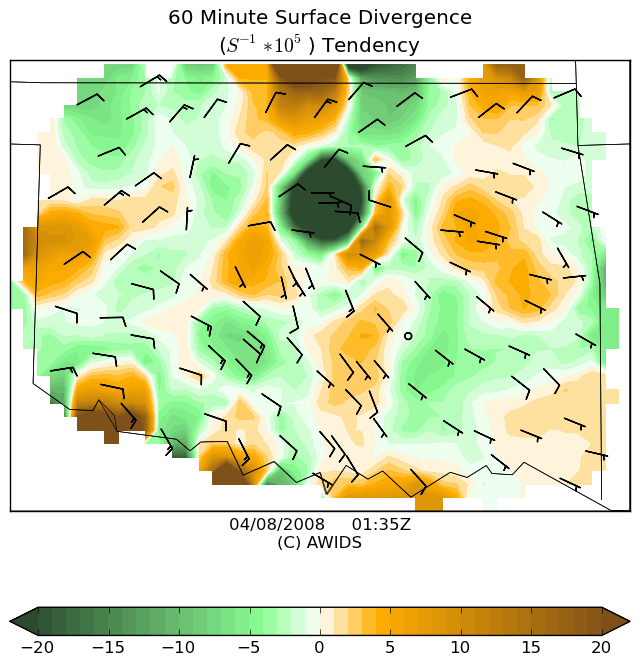 60 Minute Surface Divergence
(S⁻¹ * 10⁵ ) Tendency
04/08/2008 01:35Z
(C) AWIDS
−20 −15 −10 −5 0 5 10 15 20